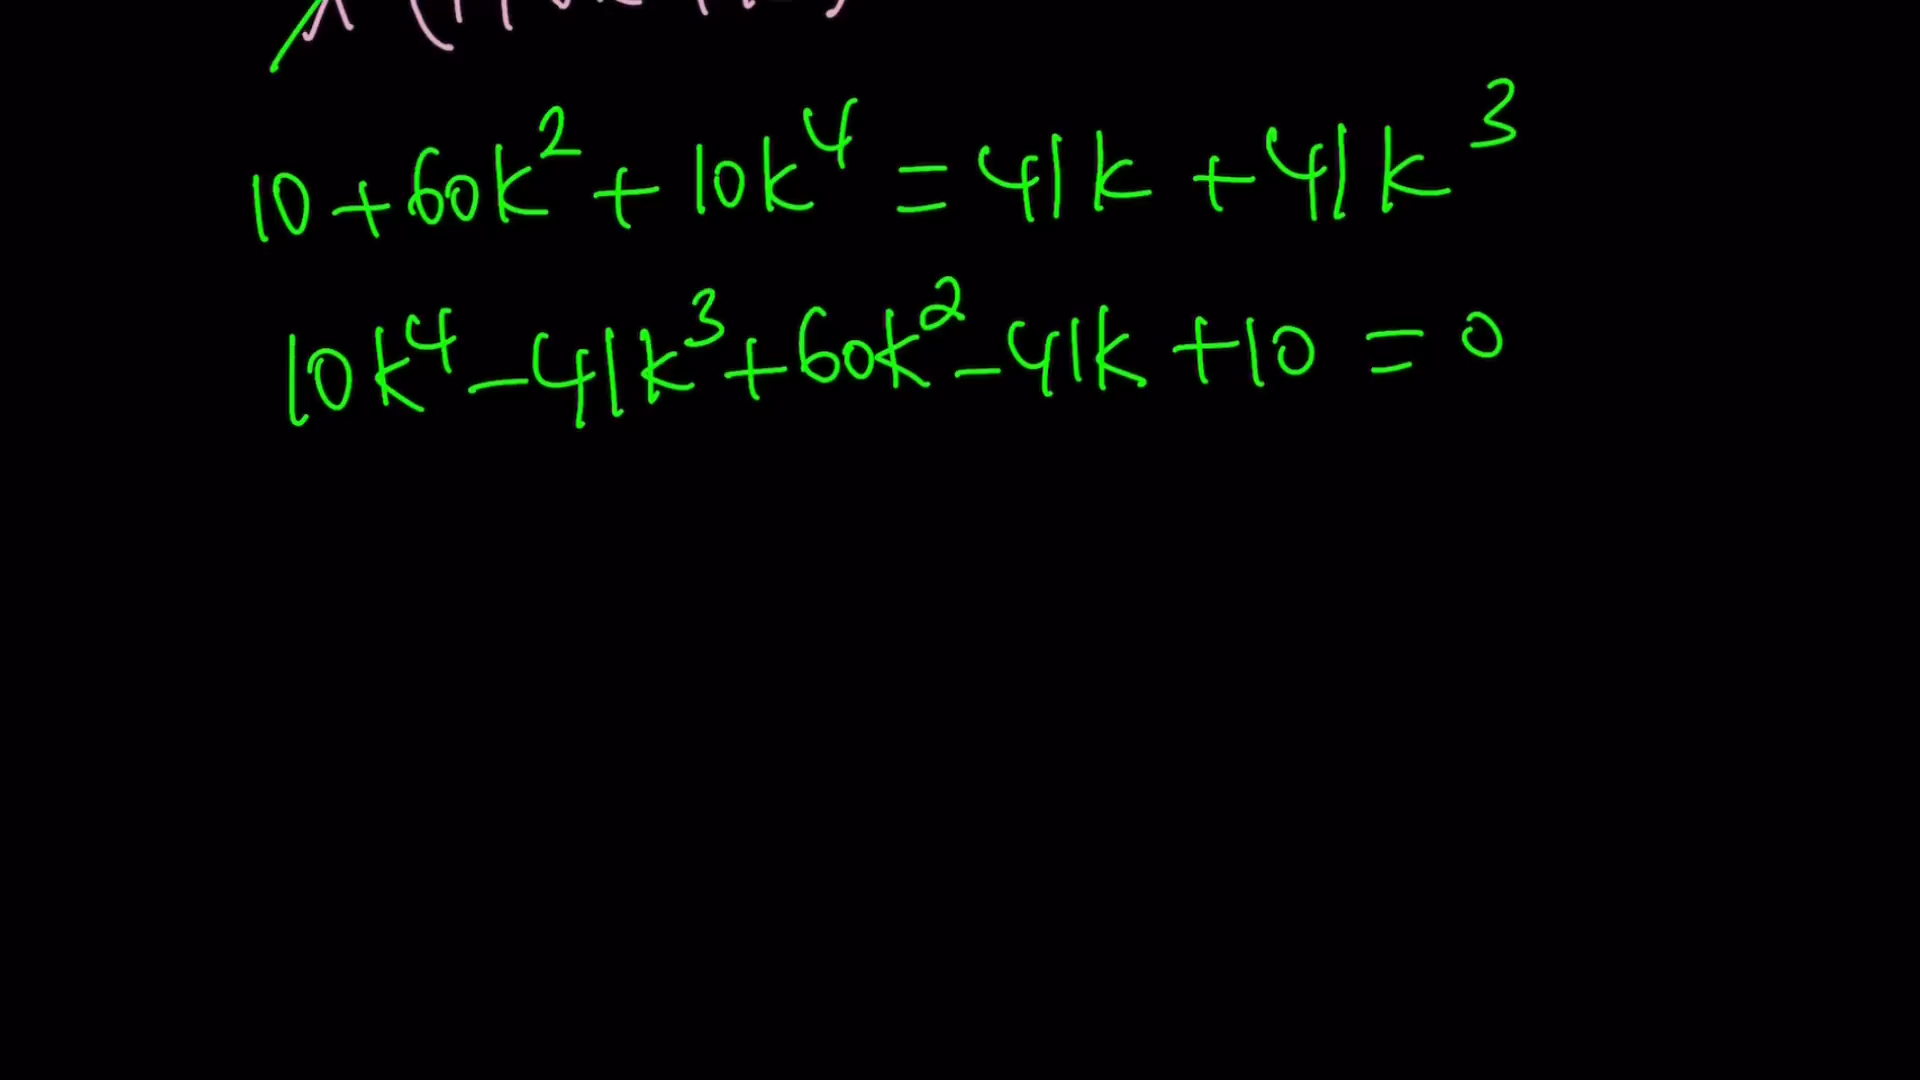 10 + 60k² + 10k⁴ = 41k + 41k³
10k⁴ - 41k³ + 60k² - 41k + 10 = 0